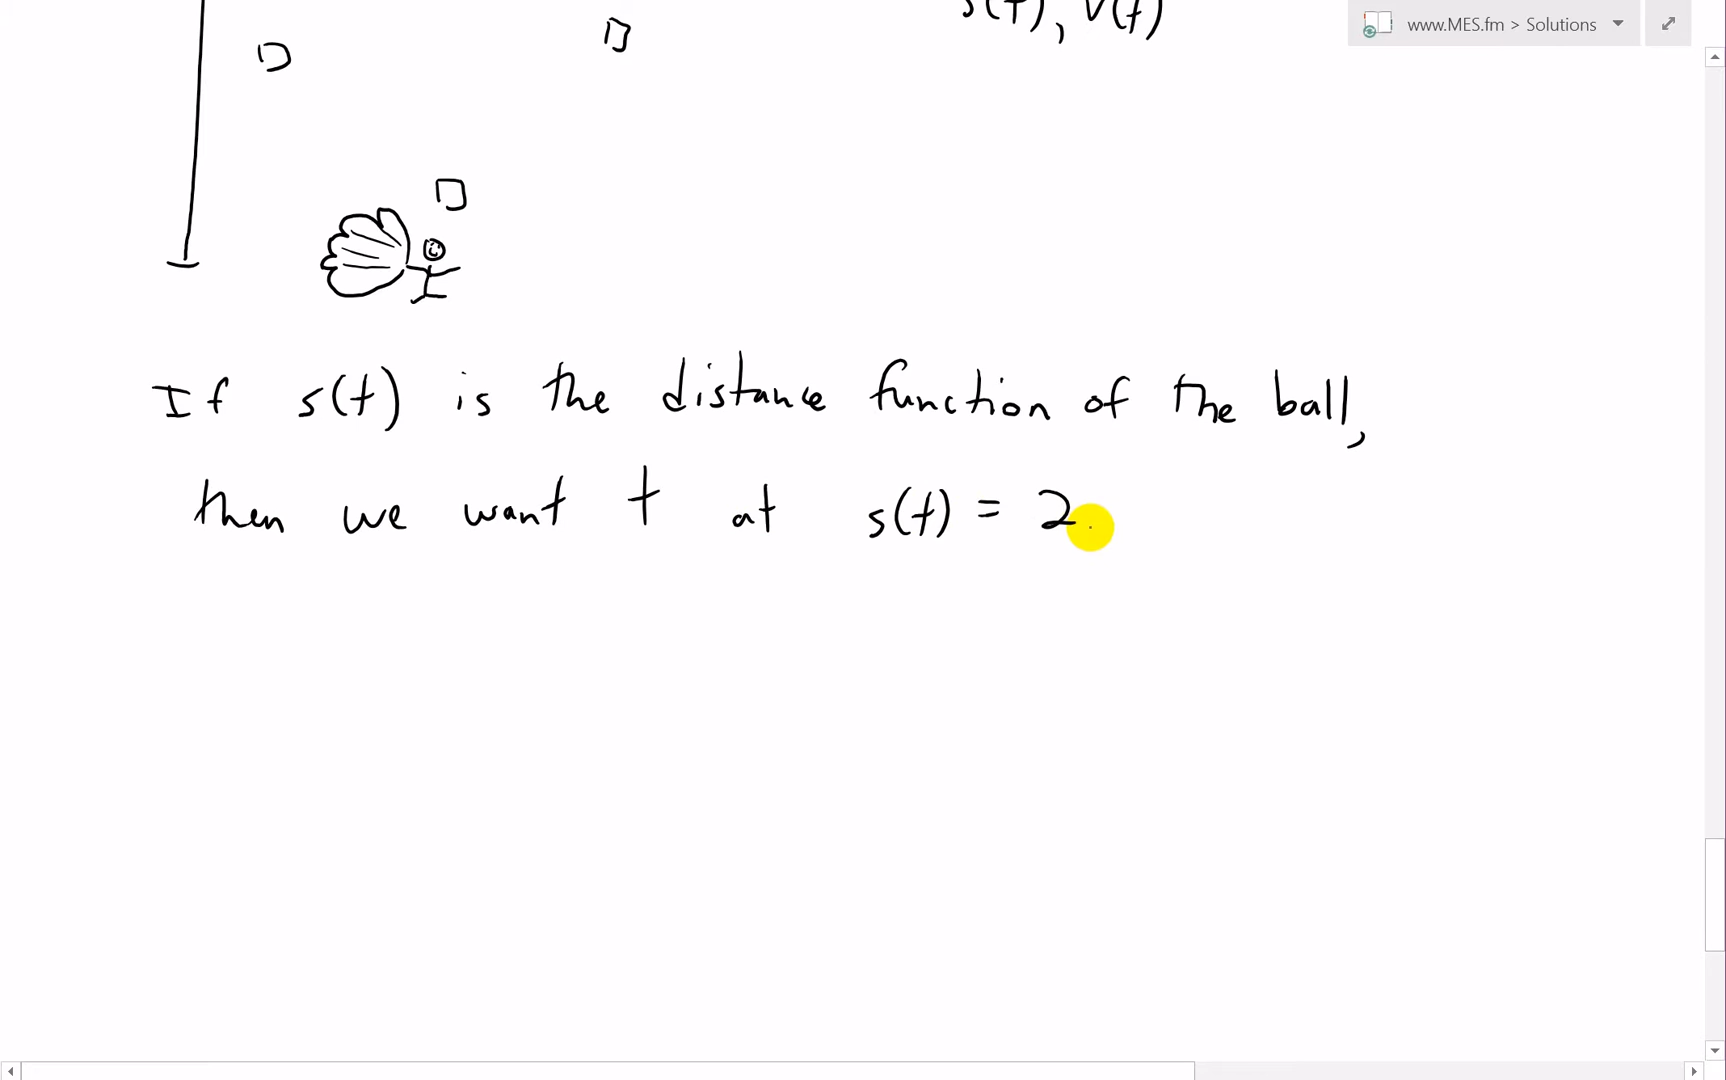 s(t), v(t)
www.MES.fm > Solutions
If s(t) is the distance function of the ball,
then we want t at s(t) = 2